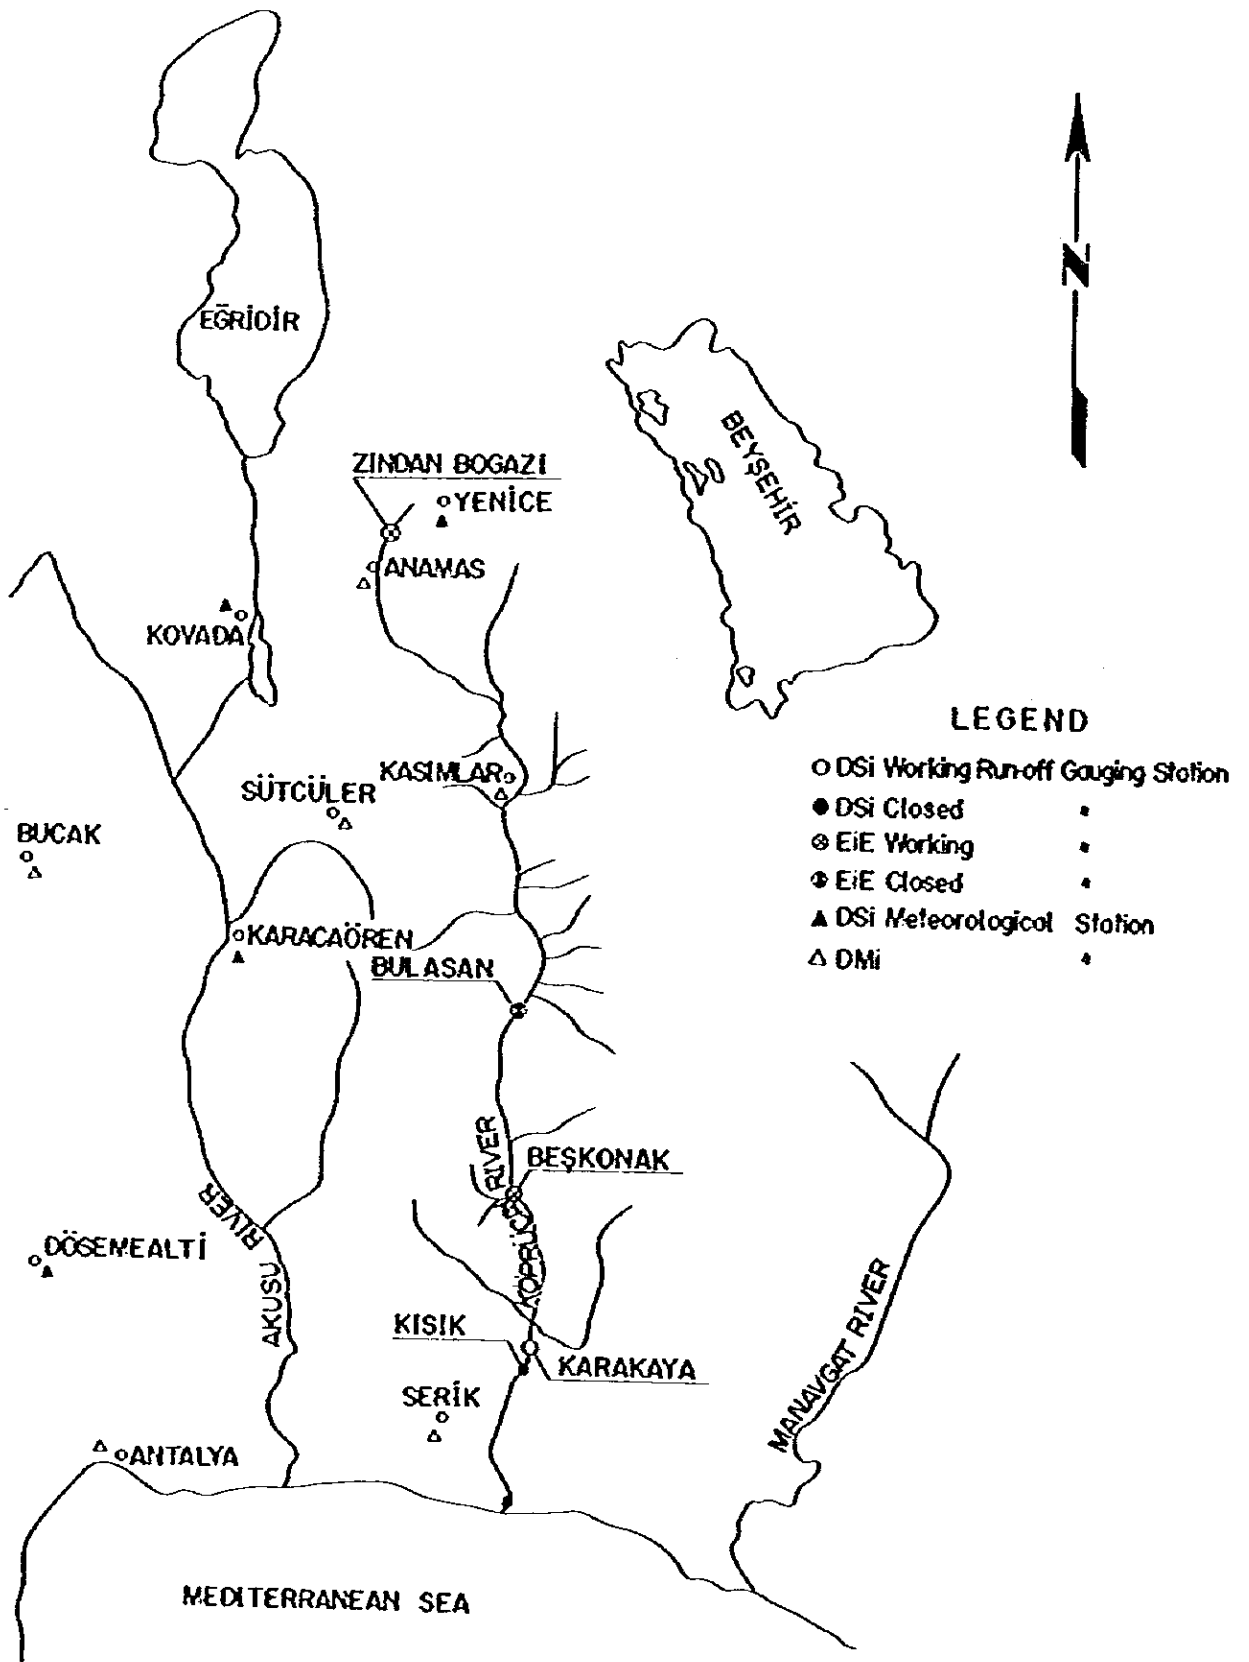 EĞRİDİR
N
BEYŞEHİR
ZINDAN BOGAZI
YENİCE
ANAMAS
KOVADA
LEGEND
DSİ Working Run-off Gauging Station
DSİ Closed "
EİE Working "
EİE Closed "
DSİ Meteorological Station
DMİ "
KASIMLAR
SÜTCÜLER
BUCAK
KARACAÖREN
BULASAN
KÖPRÜÇAY RIVER
BEŞKONAK
AKUSU RIVER
DÖSEMEALTİ
KISIK
KARAKAYA
MANAVGAT RIVER
SERİK
ANTALYA
MEDITERRANEAN SEA